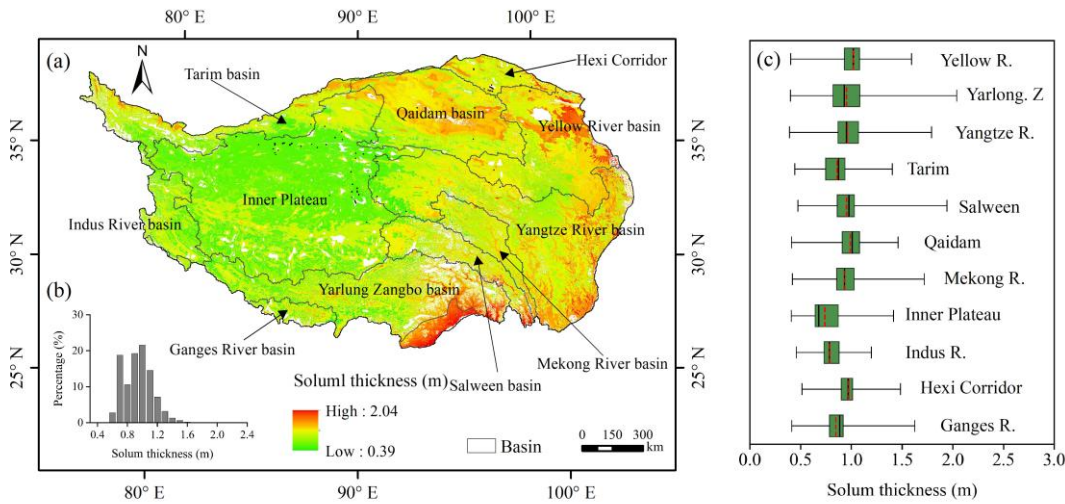 80° E 90° E 100° E
(a)
N
Tarim basin
Hexi Corridor
Qaidam basin
Yellow River basin
35° N
35° N
Inner Plateau
Indus River basin
Yangtze River basin
30° N
30° N
Yarlung Zangbo basin
(b)
Ganges River basin
Mekong River basin
Salween basin
25° N
25° N
Percentage (%)
30
20
10
0
0.4 0.8 1.2 1.6 2.0 2.4
Solum thickness (m)
Soluml thickness (m)
High : 2.04
Low : 0.39
Basin
0 150 300
km
80° E 90° E 100° E
(c)
Yellow R.
Yarlong. Z
Yangtze R.
Tarim
Salween
Qaidam
Mekong R.
Inner Plateau
Indus R.
Hexi Corridor
Ganges R.
0.0 0.5 1.0 1.5 2.0 2.5 3.0
Solum thickness (m)